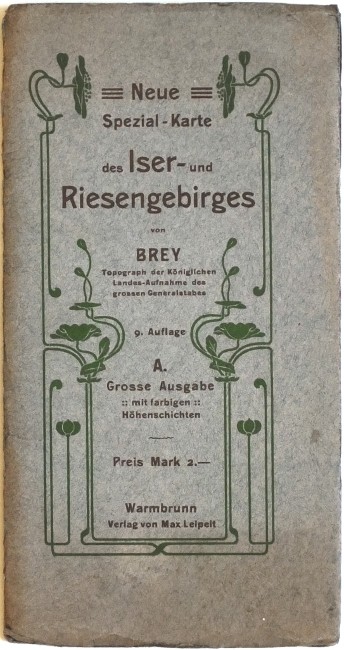 Neue
Spezial-Karte
des Iser- und
Riesengebirges
von
BREY
Topograph der Königlichen
Landes-Aufnahme des
grossen Generalstabes
9. Auflage
A.
Grosse Ausgabe
:: mit farbigen ::
Höhenschichten
Preis Mark 2.—
Warmbrunn
Verlag von Max Leipelt